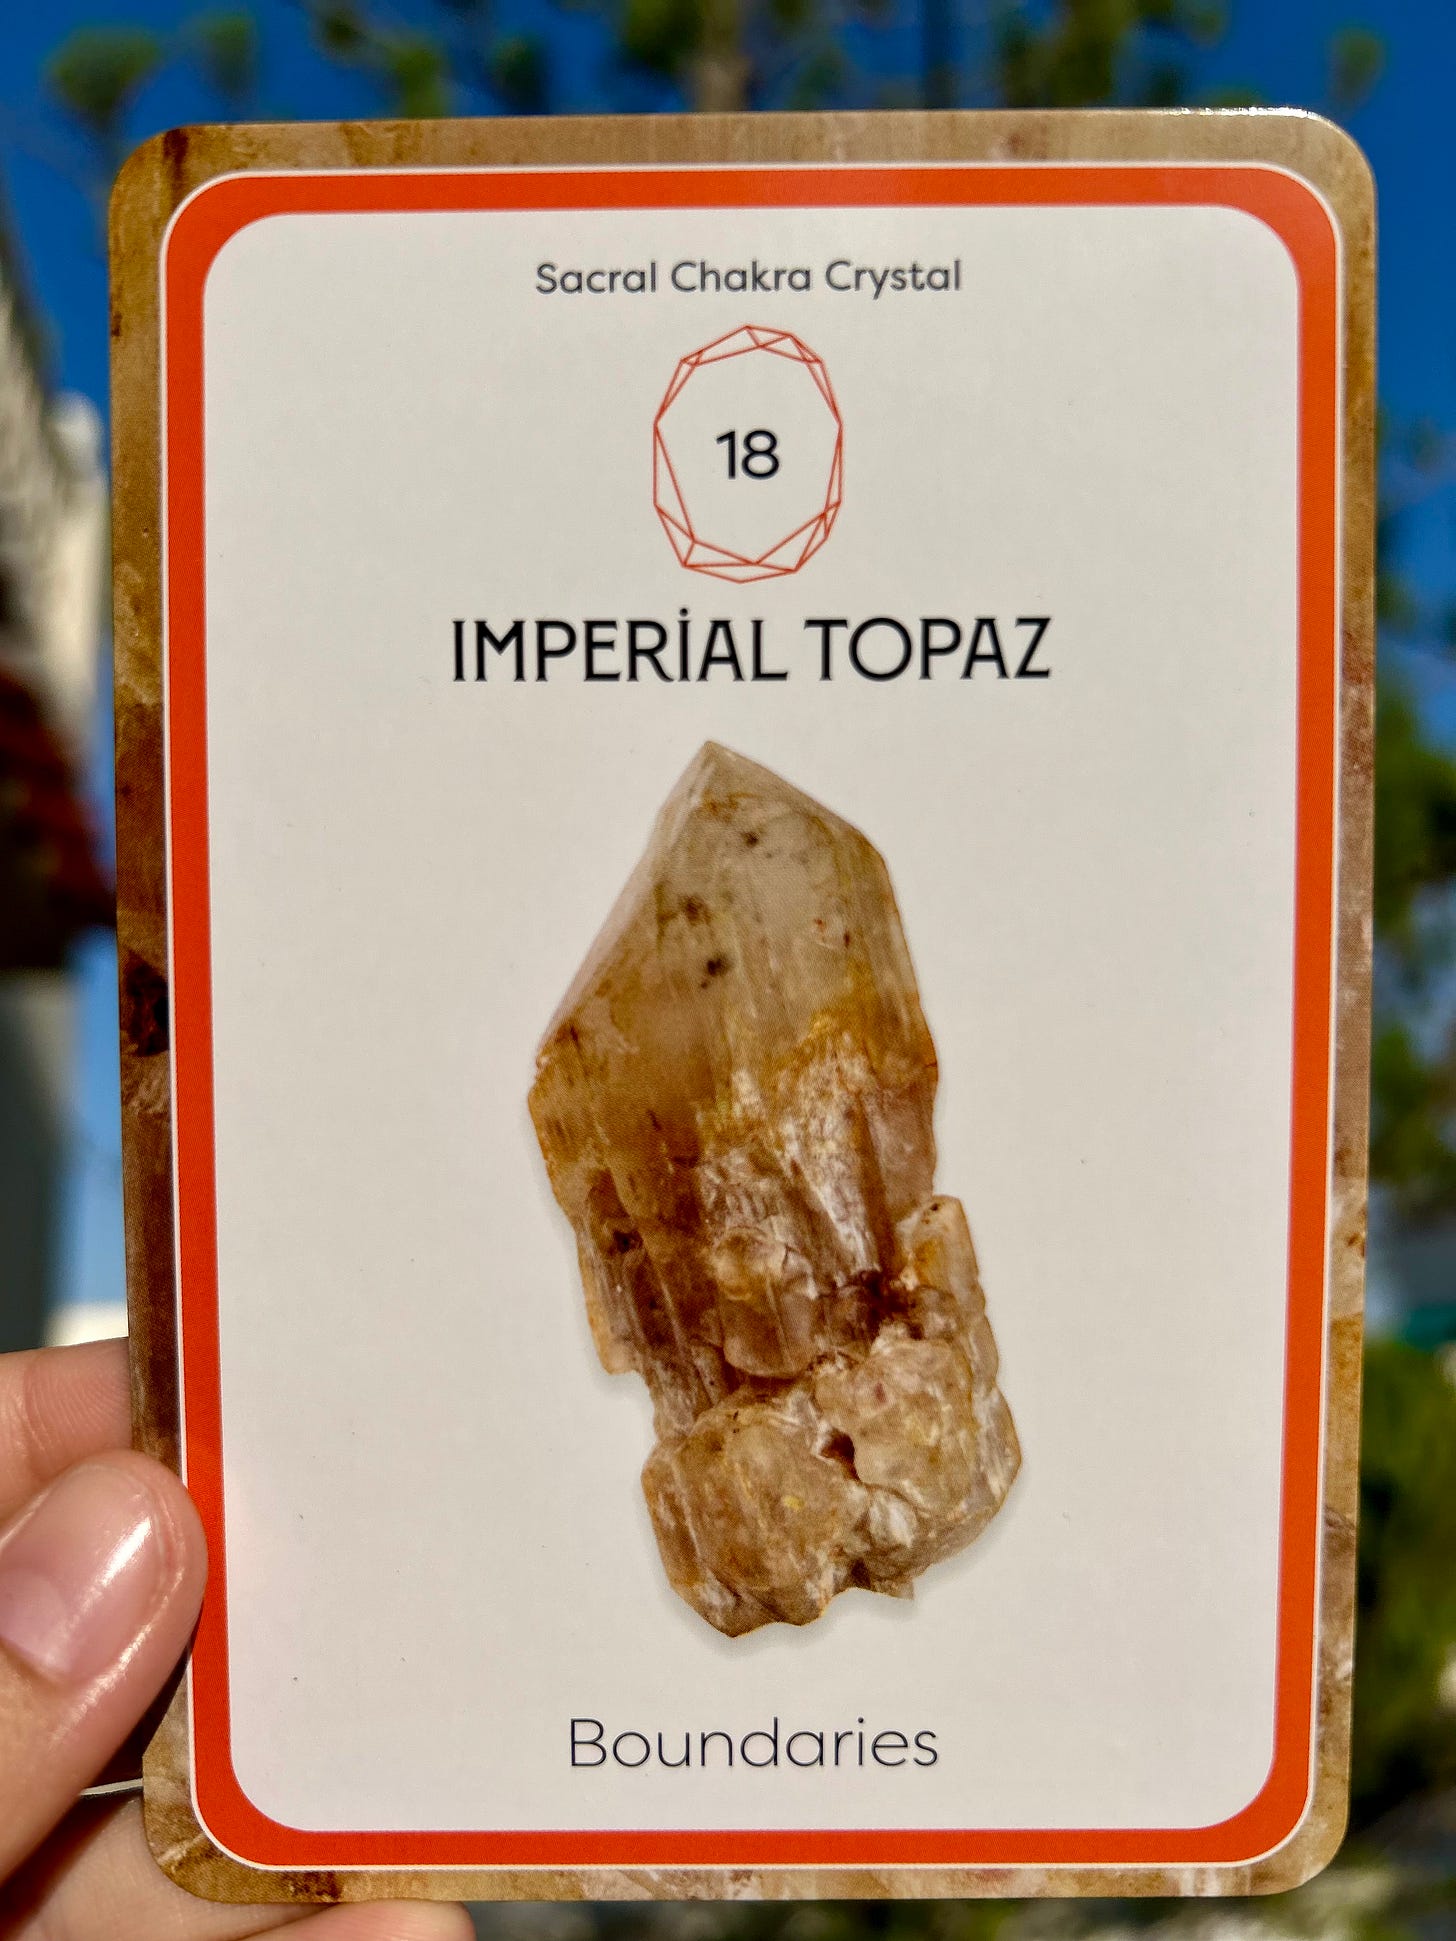 Sacral Chakra Crystal
18
IMPERİAL TOPAZ
Boundaries